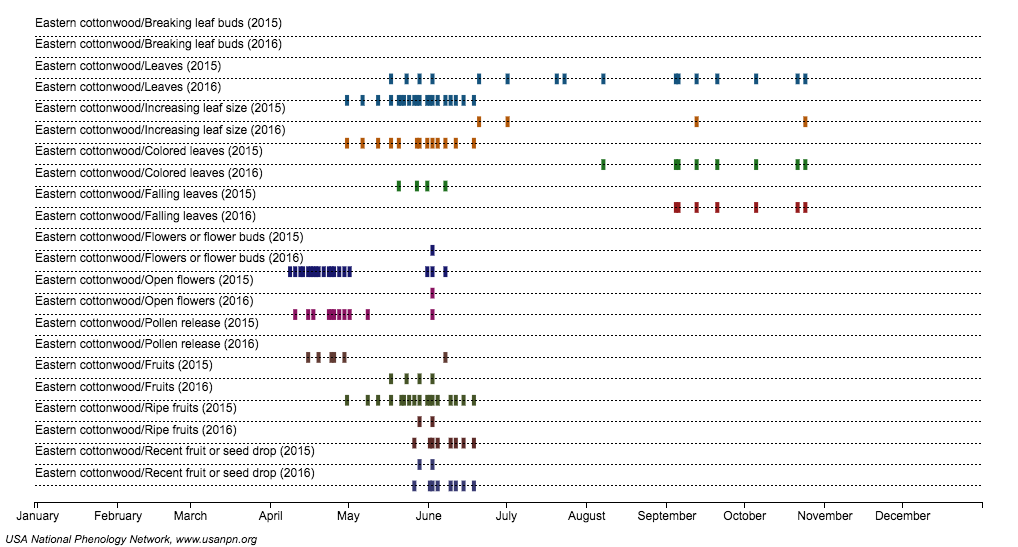 Eastern cottonwood/Breaking leaf buds (2015)
Eastern cottonwood/Breaking leaf buds (2016)
Eastern cottonwood/Leaves (2015)
Eastern cottonwood/Leaves (2016)
Eastern cottonwood/Increasing leaf size (2015)
Eastern cottonwood/Increasing leaf size (2016)
Eastern cottonwood/Colored leaves (2015)
Eastern cottonwood/Colored leaves (2016)
Eastern cottonwood/Falling leaves (2015)
Eastern cottonwood/Falling leaves (2016)
Eastern cottonwood/Flowers or flower buds (2015)
Eastern cottonwood/Flowers or flower buds (2016)
Eastern cottonwood/Open flowers (2015)
Eastern cottonwood/Open flowers (2016)
Eastern cottonwood/Pollen release (2015)
Eastern cottonwood/Pollen release (2016)
Eastern cottonwood/Fruits (2015)
Eastern cottonwood/Fruits (2016)
Eastern cottonwood/Ripe fruits (2015)
Eastern cottonwood/Ripe fruits (2016)
Eastern cottonwood/Recent fruit or seed drop (2015)
Eastern cottonwood/Recent fruit or seed drop (2016)
January February March April May June July August September October November December
USA National Phenology Network, www.usanpn.org